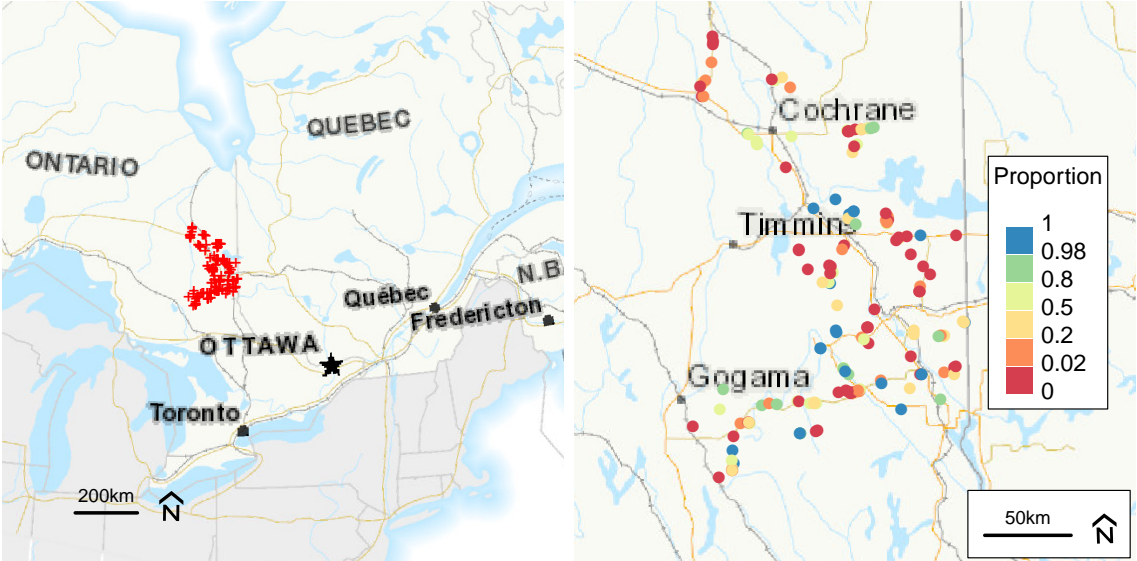 QUEBEC
ONTARIO
N.B.
Québec
Fredericton
OTTAWA
Toronto
200km
N
Cochrane
Timmins
Gogama
Proportion
1
0.98
0.8
0.5
0.2
0.02
0
50km
N